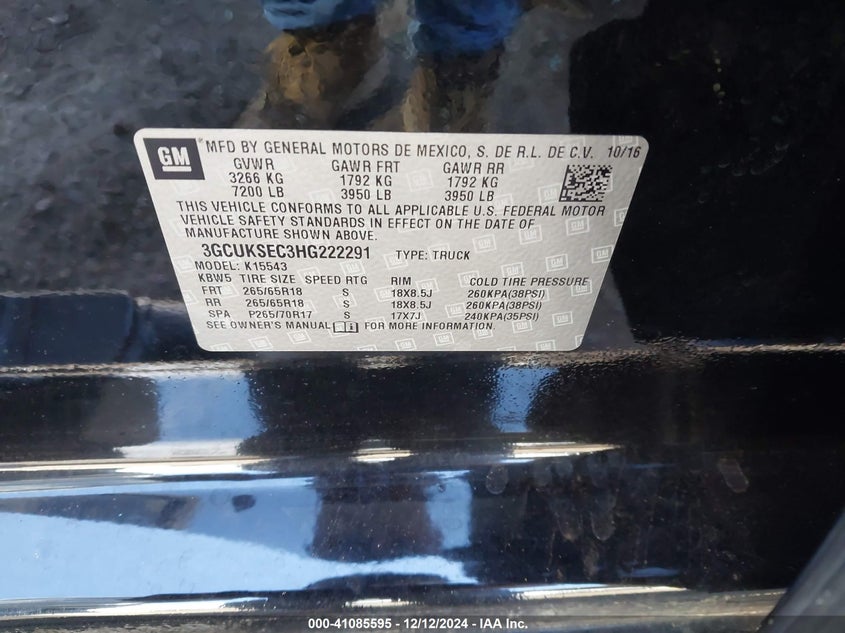 GM
MFD BY GENERAL MOTORS DE MEXICO, S. DE R.L. DE C.V. 10/16
GVWR GAWR FRT GAWR RR
3266 KG 1792 KG 1792 KG
7200 LB 3950 LB 3950 LB
THIS VEHICLE CONFORMS TO ALL APPLICABLE U.S. FEDERAL MOTOR
VEHICLE SAFETY STANDARDS IN EFFECT ON THE DATE OF
MANUFACTURE SHOWN ABOVE.
3GCUKSEC3HG222291 TYPE: TRUCK
MODEL: K15543
KBW5 TIRE SIZE SPEED RTG RIM COLD TIRE PRESSURE
FRT 265/65R18 S 18X8.5J 260KPA(38PSI)
RR 265/65R18 S 18X8.5J 260KPA(38PSI)
SPA P265/70R17 S 17X7J 240KPA(35PSI)
SEE OWNER'S MANUAL FOR MORE INFORMATION.
000-41085595 - 12/12/2024 - IAA Inc.